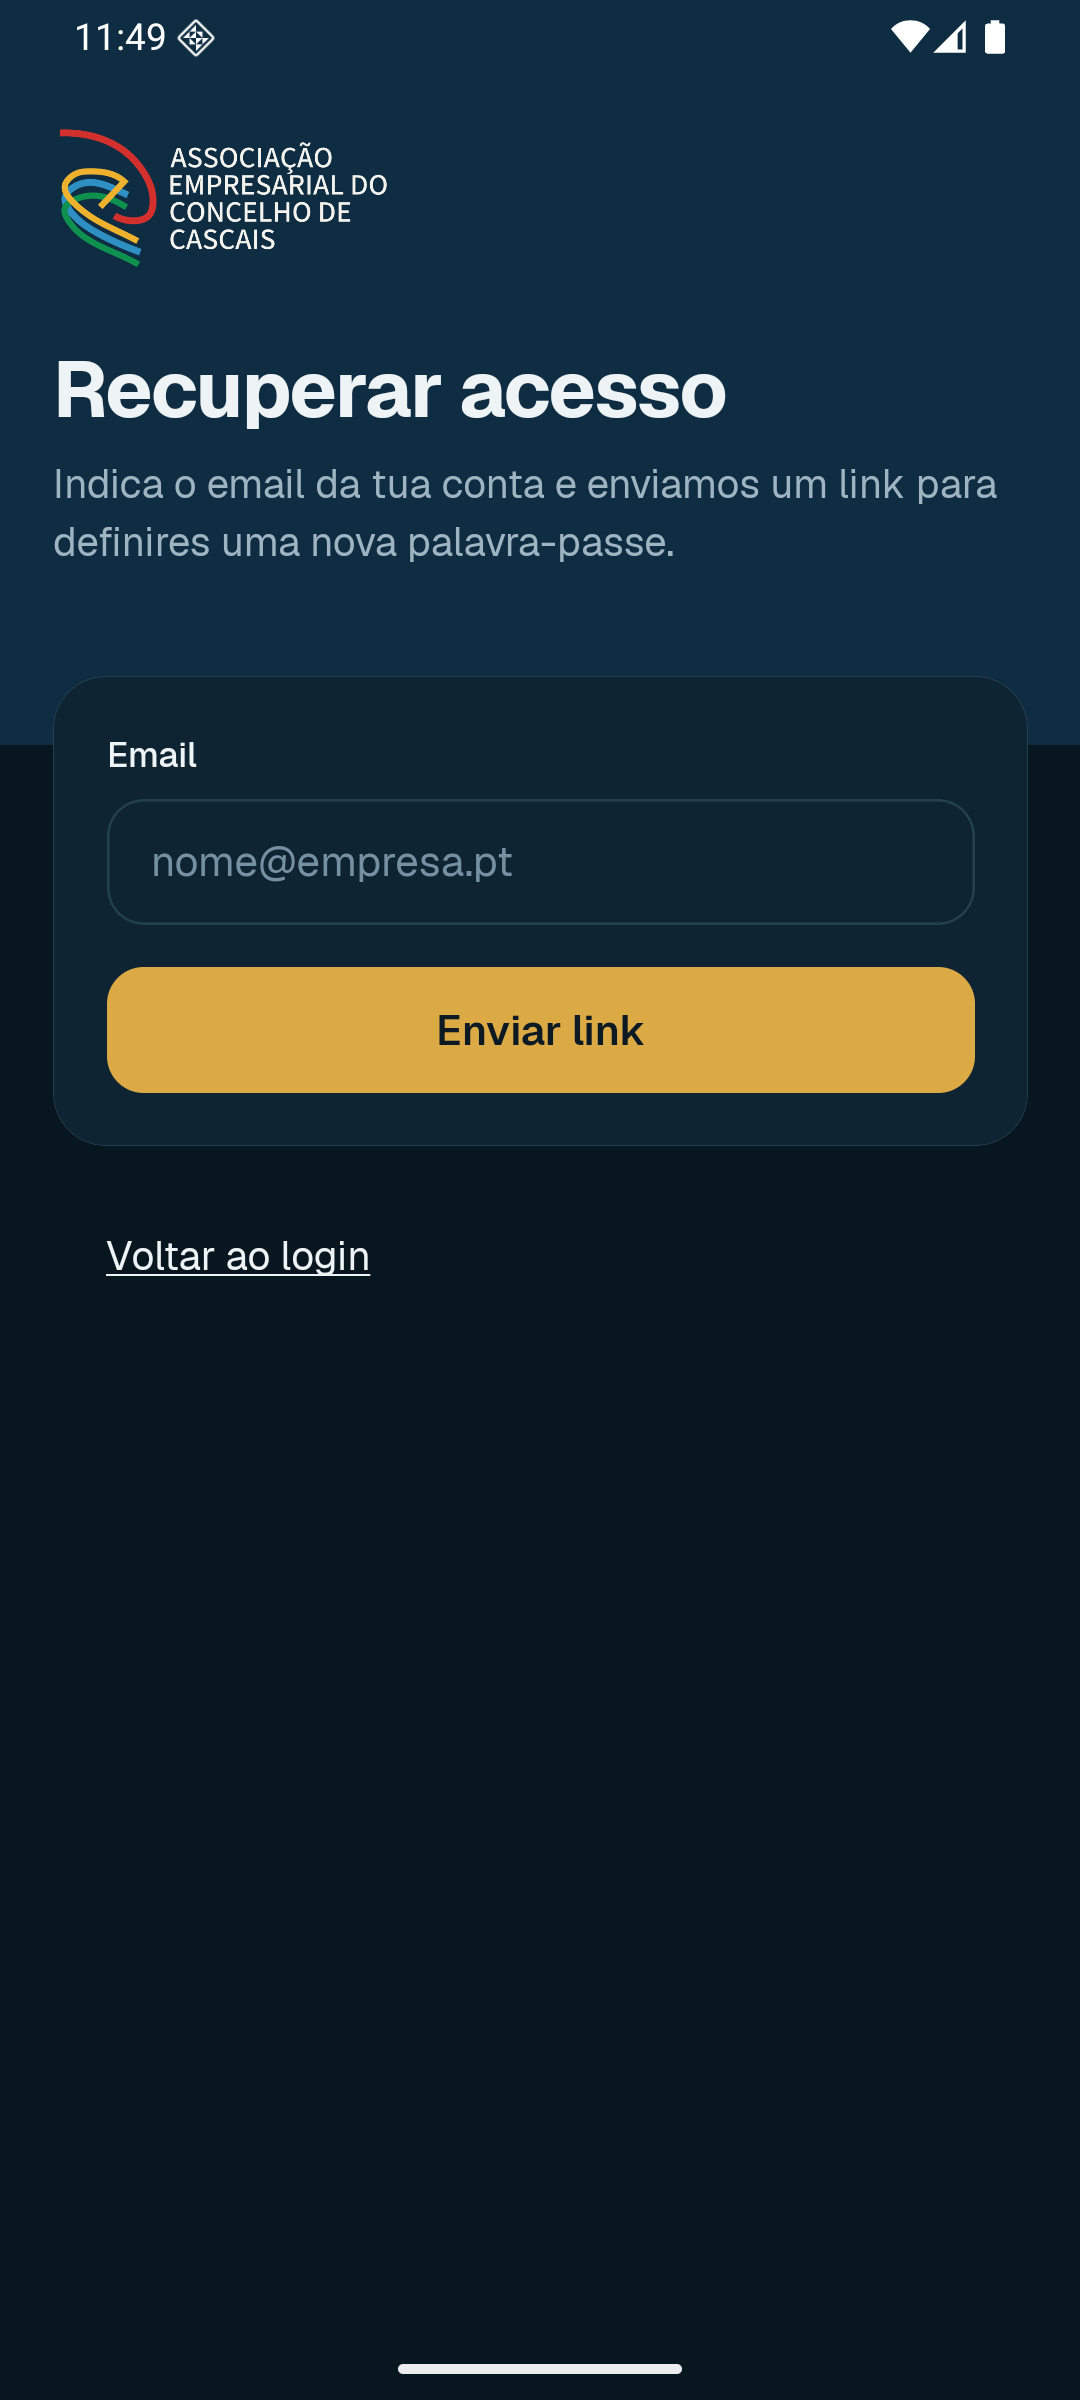 11:49
ASSOCIAÇÃO
EMPRESARIAL DO
CONCELHO DE
CASCAIS
Recuperar acesso
Indica o email da tua conta e enviamos um link para
definires uma nova palavra-passe.
Email
nome@empresa.pt
Enviar link
Voltar ao login